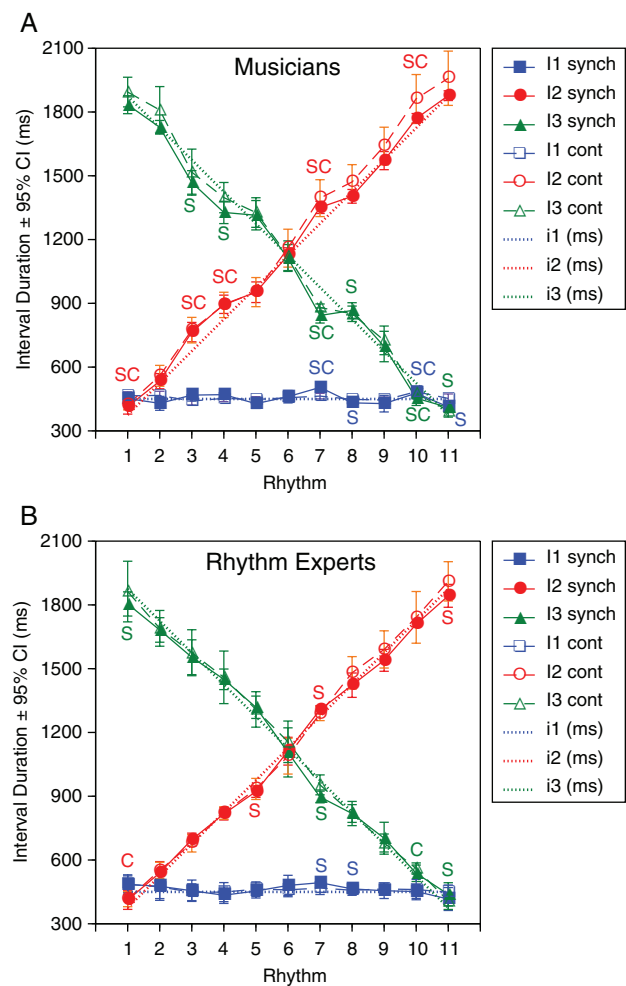 A
Musicians
Interval Duration ± 95% CI (ms)
2100
1800
1500
1200
900
600
300
SC
SC
SC
SC
SC
S
S
S
SC
SC
SC
SC
S
S
S
1 2 3 4 5 6 7 8 9 10 11
Rhythm
I1 synch
I2 synch
I3 synch
I1 cont
I2 cont
I3 cont
i1 (ms)
i2 (ms)
i3 (ms)
B
Rhythm Experts
Interval Duration ± 95% CI (ms)
2100
1800
1500
1200
900
600
300
S
S
S
S
S
C
S
S
C
S
1 2 3 4 5 6 7 8 9 10 11
Rhythm
I1 synch
I2 synch
I3 synch
I1 cont
I2 cont
I3 cont
i1 (ms)
i2 (ms)
i3 (ms)